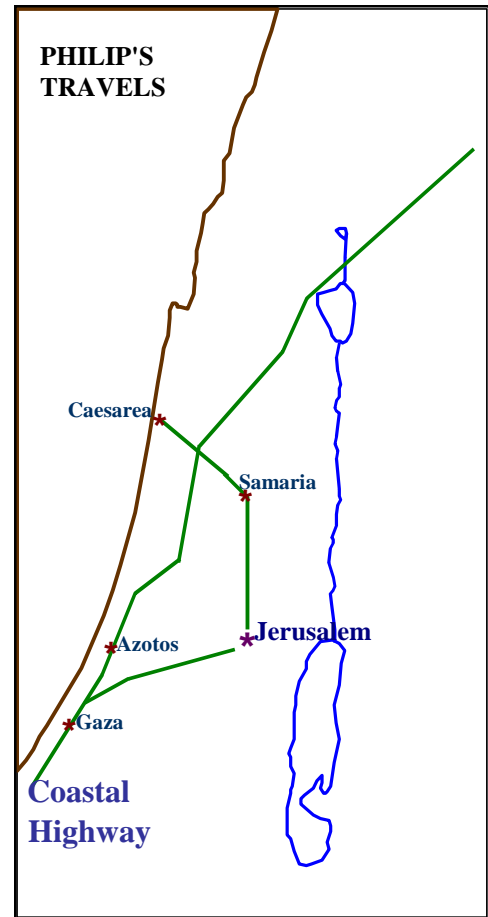 PHILIP'S
TRAVELS
Caesarea
Samaria
Jerusalem
Azotos
Gaza
Coastal
Highway